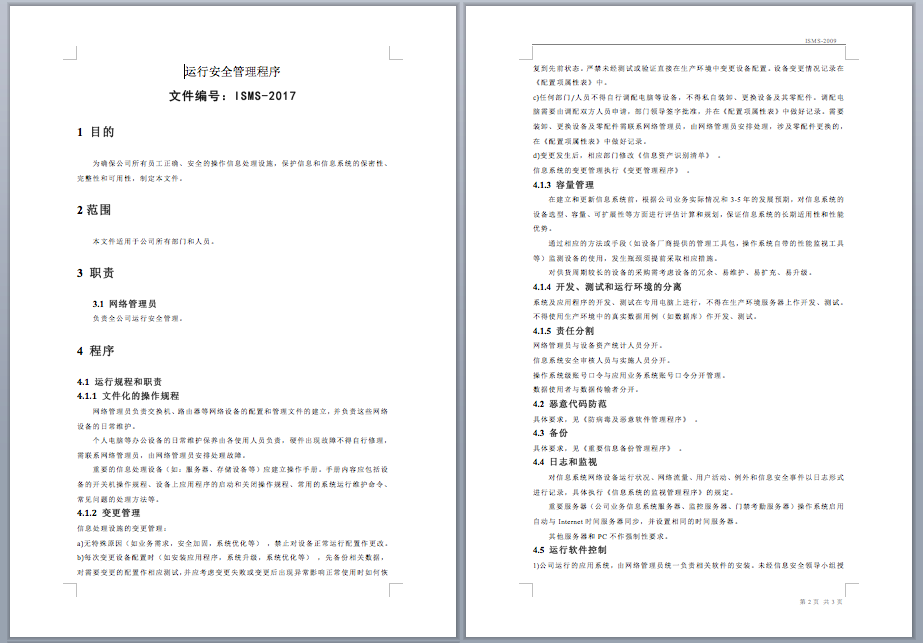 运行安全管理程序
文件编号：ISMS-2017
1 目的
为确保公司所有员工正确、安全的操作信息处理设施，保护信息和信息系统的保密性、
完整性和可用性，制定本文件。
2 范围
本文件适用于公司所有部门和人员。
3 职责
3.1 网络管理员
负责全公司运行安全管理。
4 程序
4.1 运行规程和职责
4.1.1 文件化的操作规程
网络管理员负责交换机、路由器等网络设备的配置和管理文件的建立，并负责这些网络
设备的日常维护。
个人电脑等办公设备的日常维护保养由各使用人员负责，硬件出现故障不得自行修理，
需联系网络管理员，由网络管理员安排处理故障。
重要的信息处理设备（如：服务器、存储设备等）应建立操作手册。手册内容应包括设
备的开关机操作规程、设备上应用程序的启动和关闭操作规程、常用的系统运行维护命令、
常见问题的处理方法等。
4.1.2 变更管理
信息处理设施的变更管理：
a)无特殊原因（如业务需求，安全加固，系统优化等），禁止对设备正常运行配置作更改。
b)每次变更设备配置时（如安装应用程序，系统升级，系统优化等），先备份相关数据，
对需要变更的配置作相应测试，并应考虑变更失败或变更后出现异常影响正常使用时如何恢
ISMS-2009
复到先前状态。严禁未经测试或验证直接在生产环境中变更设备配置。设备变更情况记录在
《配置项属性表》中。
c)任何部门/人员不得自行调配电脑等设备，不得私自装卸、更换设备及其零配件。调配电
脑需要由调配双方人员申请，部门领导签字批准，并在《配置项属性表》中做好记录。需要
装卸、更换设备及零配件需联系网络管理员，由网络管理员安排处理，涉及零配件更换的，
在《配置项属性表》中做好记录。
d)变更发生后，相应部门修改《信息资产识别清单》。
信息系统的变更管理执行《变更管理程序》。
4.1.3 容量管理
在建立和更新信息系统前，根据公司业务实际情况和 3-5 年的发展预期，对信息系统的
设备选型、容量、可扩展性等方面进行评估计算和规划，保证信息系统的长期适用性和性能
优势。
通过相应的方法或手段（如设备厂商提供的管理工具包，操作系统自带的性能监视工具
等）监测设备的使用，发生瓶颈须提前采取相应措施。
对供货周期较长的设备的采购需考虑设备的冗余、易维护、易扩充、易升级。
4.1.4 开发、测试和运行环境的分离
系统及应用程序的开发、测试在专用电脑上进行，不得在生产环境服务器上作开发、测试。
不得使用生产环境中的真实数据用例（如数据库）作开发、测试。
4.1.5 责任分割
网络管理员与设备资产统计人员分开。
信息系统安全审核人员与实施人员分开。
操作系统级账号口令与应用业务系统账号口令分开管理。
数据使用者与数据传输者分开。
4.2 恶意代码防范
具体要求，见《防病毒及恶意软件管理程序》。
4.3 备份
具体要求，见《重要信息备份管理程序》。
4.4 日志和监视
对信息系统网络设备运行状况、网络流量、用户活动、例外和信息安全事件以日志形式
进行记录。具体执行《信息系统的监视管理程序》的规定。
重要服务器（公司业务信息系统服务器、监控服务器、门禁考勤服务器）操作系统启用
自动与 Internet 时间服务器同步，并设置相同的时间服务器。
其他服务器和 PC 不作强制性要求。
4.5 运行软件控制
1)公司运行的应用系统，由网络管理员统一负责相关软件的安装。未经信息安全领导小组授
第 2 页 共 3 页